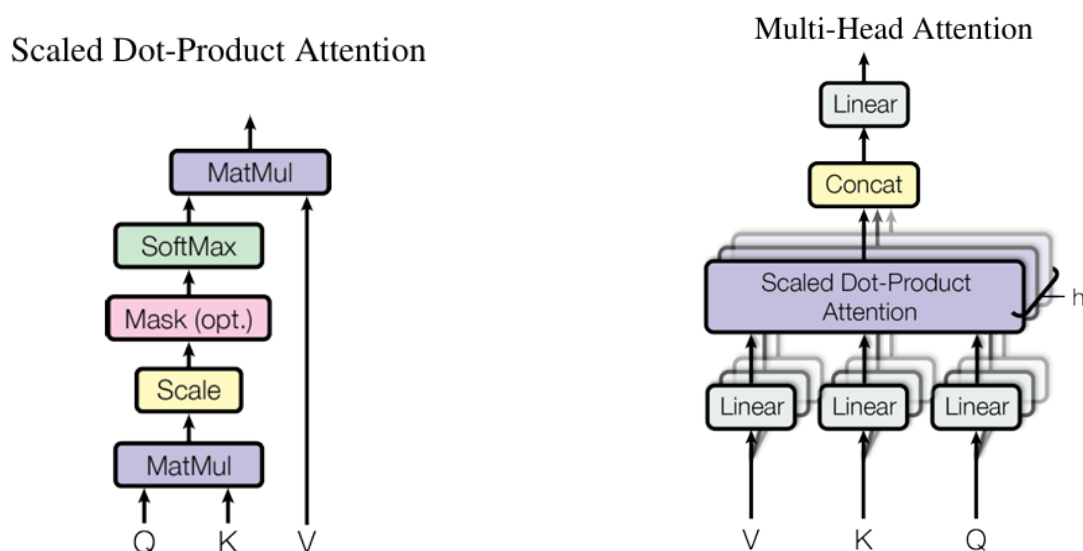 Scaled Dot-Product Attention
MatMul
SoftMax
Mask (opt.)
Scale
MatMul
Q K V
Multi-Head Attention
Linear
Concat
Scaled Dot-Product
Attention
h
Linear Linear Linear
V K Q